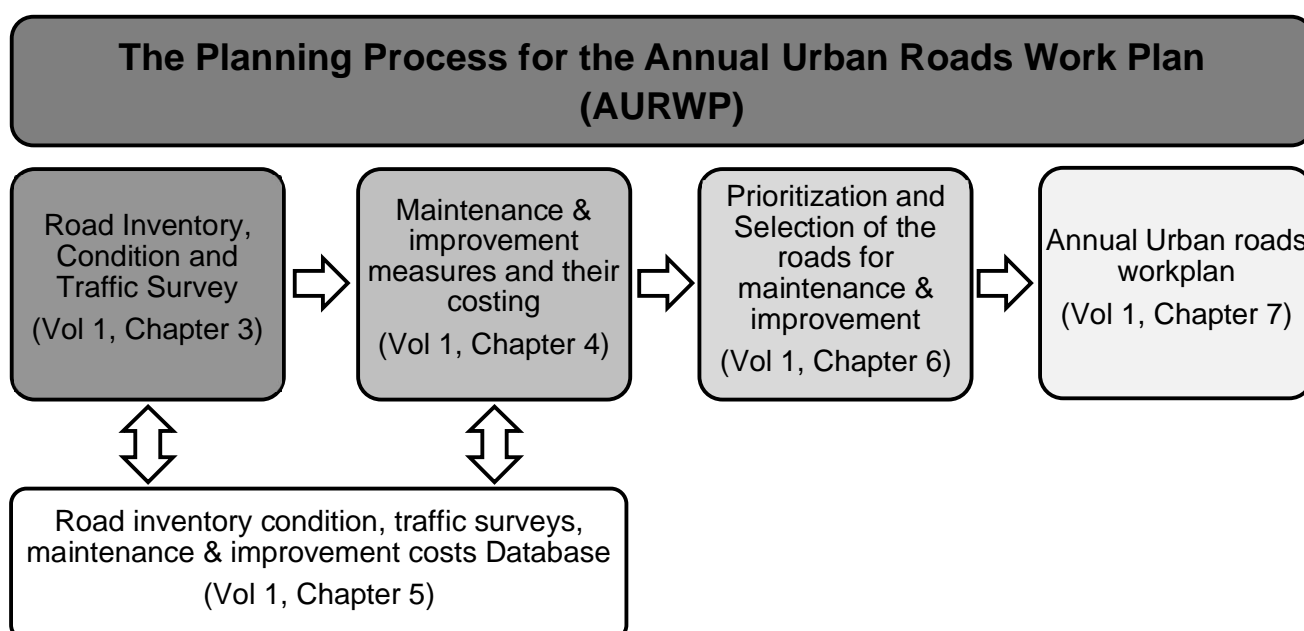 The Planning Process for the Annual Urban Roads Work Plan
(AURWP)
Road Inventory,
Condition and
Traffic Survey
(Vol 1, Chapter 3)
Maintenance &
improvement
measures and their
costing
(Vol 1, Chapter 4)
Prioritization and
Selection of the
roads for
maintenance &
improvement
(Vol 1, Chapter 6)
Annual Urban roads
workplan
(Vol 1, Chapter 7)
Road inventory condition, traffic surveys,
maintenance & improvement costs Database
(Vol 1, Chapter 5)